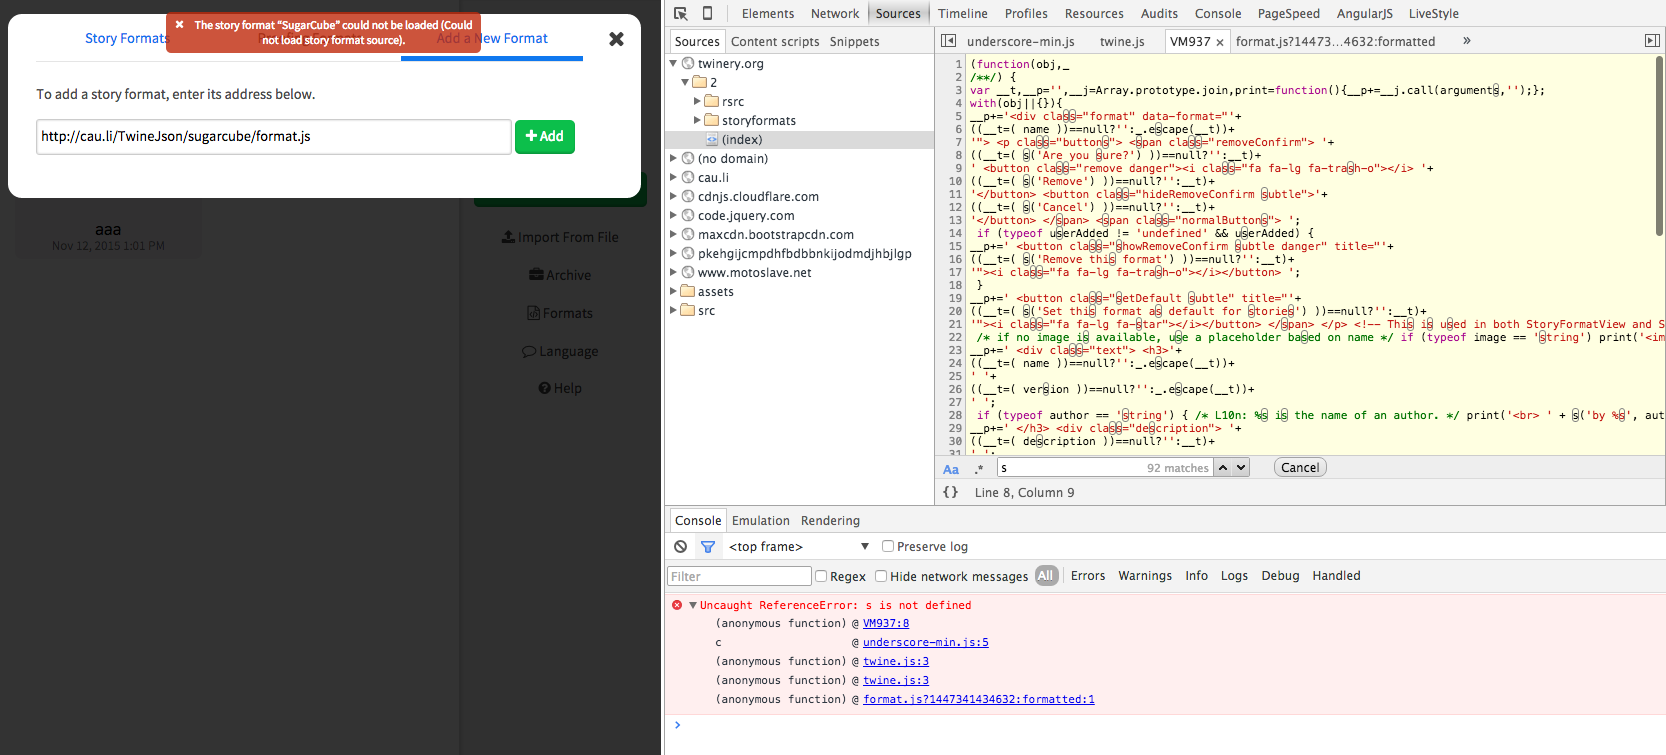 The story format “SugarCube” could not be loaded (Could
not load story format source).
Story Formats
Add a New Format
To add a story format, enter its address below.
http://cau.li/TwineJson/sugarcube/format.js
Add
aaa
Nov 12, 2015 1:01 PM
Import From File
Archive
Formats
Language
Help
Elements Network Sources Timeline Profiles Resources Audits Console PageSpeed AngularJS LiveStyle
Sources Content scripts Snippets
twinery.org
2
rsrc
storyformats
(index)
(no domain)
cau.li
cdnjs.cloudflare.com
code.jquery.com
maxcdn.bootstrapcdn.com
pkehgijcmpdhfbdbbnkijodmdjhbjlgp
www.motoslave.net
assets
src
underscore-min.js twine.js VM937 × format.js?14473...4632:formatted »
1 (function(obj,_
2 /**/) {
3 var __t,__p='',__j=Array.prototype.join,print=function(){__p+=__j.call(arguments,'');};
4 with(obj||{}){
5 __p+='<div class="format" data-format="'+
6 ((__t=( name ))==null?'':_.escape(__t))+
7 '"> <p class="buttons"> <span class="removeConfirm"> '+
8 ((__t=( s('Are you sure?') ))==null?'':__t)+
9 ' <button class="remove danger"><i class="fa fa-lg fa-trash-o"></i> '+
10 ((__t=( s('Remove') ))==null?'':__t)+
11 '</button> <button class="hideRemoveConfirm subtle">'+
12 ((__t=( s('Cancel') ))==null?'':__t)+
13 '</button> </span> <span class="normalButtons"> ';
14 if (typeof userAdded != 'undefined' && userAdded) {
15 __p+=' <button class="showRemoveConfirm subtle danger" title="'+
16 ((__t=( s('Remove this format') ))==null?'':__t)+
17 '"><i class="fa fa-lg fa-trash-o"></i></button> ';
18 }
19 __p+=' <button class="setDefault subtle" title="'+
20 ((__t=( s('Set this format as default for stories') ))==null?'':__t)+
21 '"><i class="fa fa-lg fa-star"></i></button> </span> </p> <!-- This is used in both StoryFormatView and S
22 /* if no image is available, use a placeholder based on name */ if (typeof image == 'string') print('<im
23 __p+=' <div class="text"> <h3>'+
24 ((__t=( name ))==null?'':_.escape(__t))+
25 ' '+
26 ((__t=( version ))==null?'':_.escape(__t))+
27 ' ';
28 if (typeof author == 'string') { /* L10n: %s is the name of an author. */ print('<br> ' + s('by %s', aut
29 __p+=' </h3> <div class="description"> '+
30 ((__t=( description ))==null?'':__t)+
31 ' ';
Aa .* s 92 matches Cancel
{} Line 8, Column 9
Console Emulation Rendering
<top frame> Preserve log
Filter Regex Hide network messages All Errors Warnings Info Logs Debug Handled
Uncaught ReferenceError: s is not defined
(anonymous function) @ VM937:8
c @ underscore-min.js:5
(anonymous function) @ twine.js:3
(anonymous function) @ twine.js:3
(anonymous function) @ format.js?1447341434632:formatted:1
>